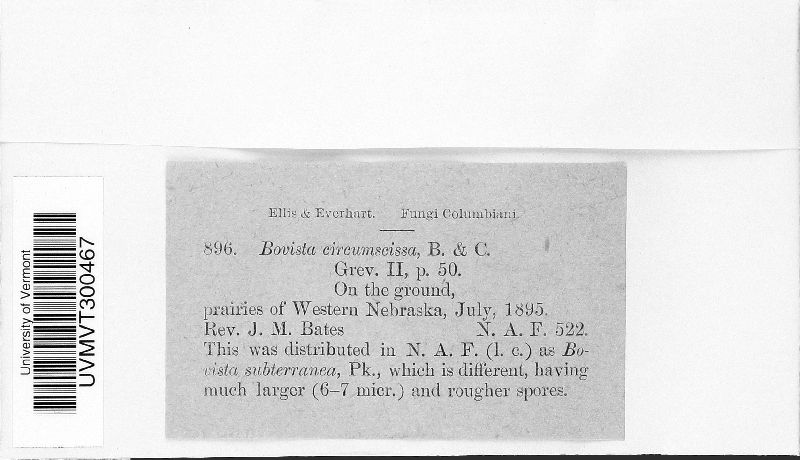 Ellis & Everhart. Fungi Columbiani.
896. Bovista circumscissa, B. & C.
Grev. II, p. 50.
On the ground,
prairies of Western Nebraska, July, 1895.
Rev. J. M. Bates N. A. F. 522.
This was distributed in N. A. F. (l. c.) as Bo-
vista subterranea, Pk., which is different, having
much larger (6–7 micr.) and rougher spores.
University of Vermont
UVMVT300467